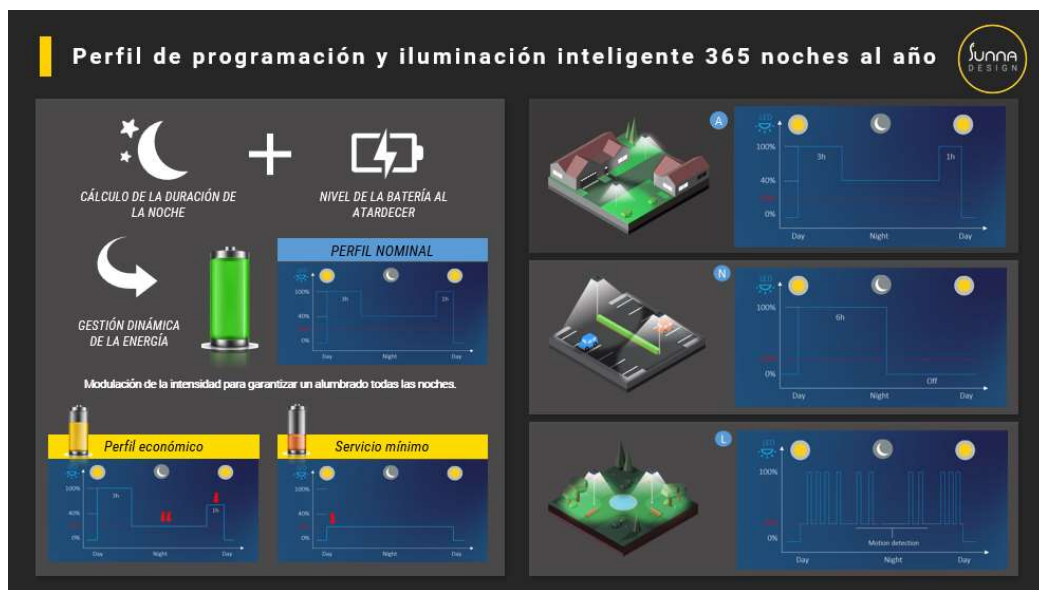 Perfil de programación y iluminación inteligente 365 noches al año
Sunna
DESIGN
CÁLCULO DE LA DURACIÓN DE
LA NOCHE
NIVEL DE LA BATERÍA AL
ATARDECER
GESTIÓN DINÁMICA
DE LA ENERGÍA
PERFIL NOMINAL
LED
100%
3h
1h
40%
0%
Day
Night
Day
Modulación de la intensidad para garantizar un alumbrado todas las noches.
Perfil económico
100%
3h
1h
40%
0%
Day
Night
Day
Servicio mínimo
100%
40%
0%
Day
Night
Day
A
LED
100%
3h
1h
40%
0%
Day
Night
Day
N
LED
100%
6h
0%
Off
Day
Night
Day
L
LED
100%
0%
Motion detection
Day
Night
Day